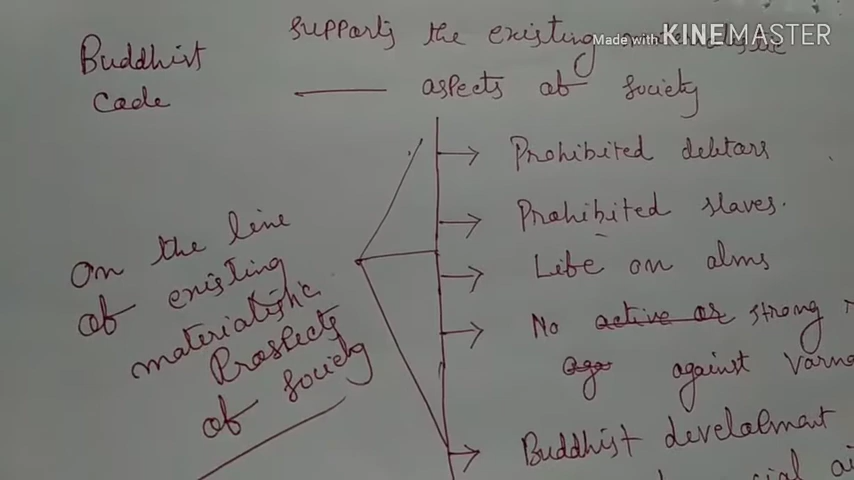 supports the existing
Made with KINEMASTER
Buddhist
Code
aspects of society
Prohibited debtors
Prohibited slaves.
Life on alms
No active or strong
against Varna
Buddhist development
On the line
of existing
materialistic
Prospects
of society